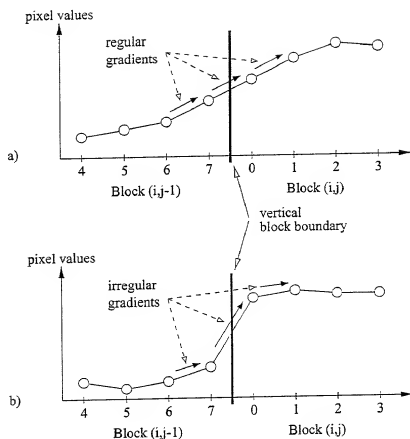 pixel values
regular
gradients
a)
4 5 6 7 0 1 2 3
Block (i,j-1) Block (i,j)
vertical
block boundary
pixel values
irregular
gradients
b)
4 5 6 7 0 1 2 3
Block (i,j-1) Block (i,j)